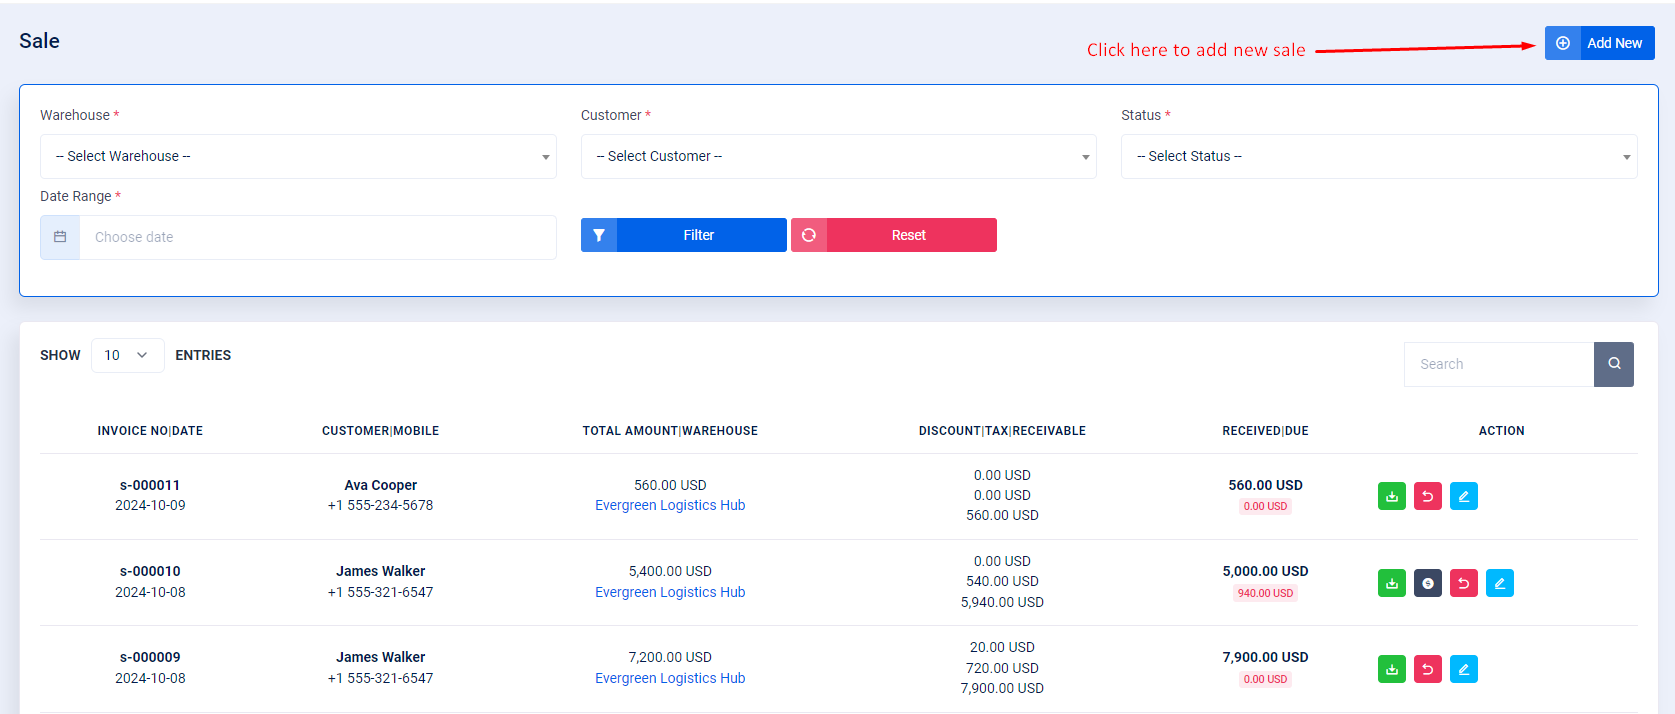 Sale
Click here to add new sale
Add New
Warehouse *
Customer *
Status *
-- Select Warehouse --
-- Select Customer --
-- Select Status --
Date Range *
Choose date
Filter
Reset
SHOW 10 ENTRIES
Search
INVOICE NO|DATE CUSTOMER|MOBILE TOTAL AMOUNT|WAREHOUSE DISCOUNT|TAX|RECEIVABLE RECEIVED|DUE ACTION
s-000011
2024-10-09
Ava Cooper
+1 555-234-5678
560.00 USD
Evergreen Logistics Hub
0.00 USD
0.00 USD
560.00 USD
560.00 USD
0.00 USD
s-000010
2024-10-08
James Walker
+1 555-321-6547
5,400.00 USD
Evergreen Logistics Hub
0.00 USD
540.00 USD
5,940.00 USD
5,000.00 USD
940.00 USD
s-000009
2024-10-08
James Walker
+1 555-321-6547
7,200.00 USD
Evergreen Logistics Hub
20.00 USD
720.00 USD
7,900.00 USD
7,900.00 USD
0.00 USD